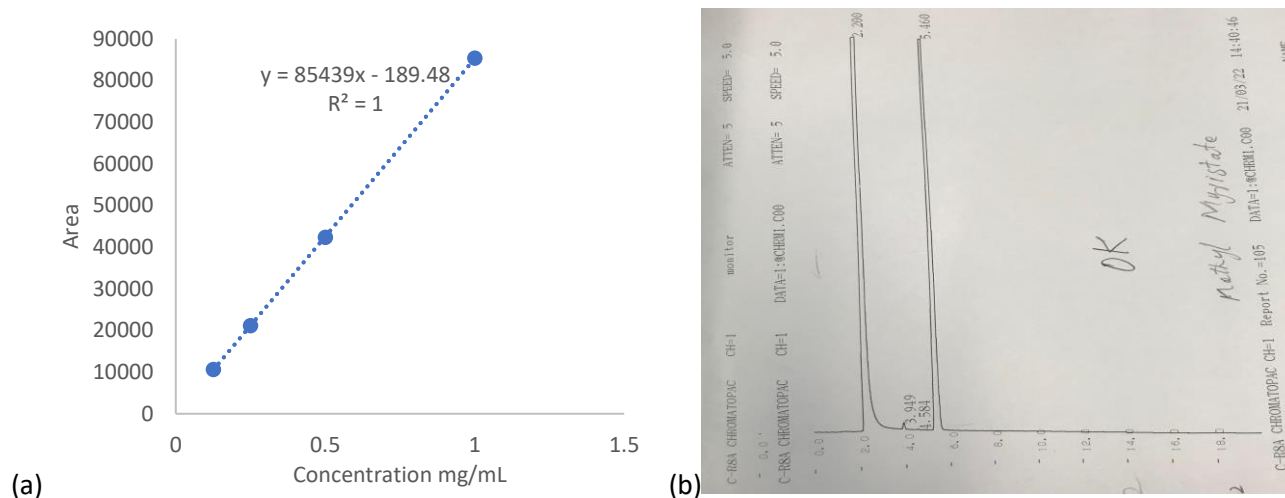 90000
80000
70000
60000
50000
40000
30000
20000
10000
0
y = 85439x - 189.48
R² = 1
Area
0
0.5
1
1.5
Concentration mg/mL
(a)
(b)
C-R8A CHROMATOPAC CH=1 monitor ATTEN= 5 SPEED= 5.0
- 0.0
C-R8A CHROMATOPAC CH=1 DATA=1:@CHRM1.C00 ATTEN= 5 SPEED= 5.0
- 0.0
2.200
- 2.0
3.949
- 4.0
4.584
5.460
- 6.0
- 8.0
- 10.
- 12.
- 14.
- 16.
- 18.0
OK
Methyl Myristate
C-R8A CHROMATOPAC CH=1 Report No.=105 DATA=1:@CHRM1.C00 21/03/22 14:40:46